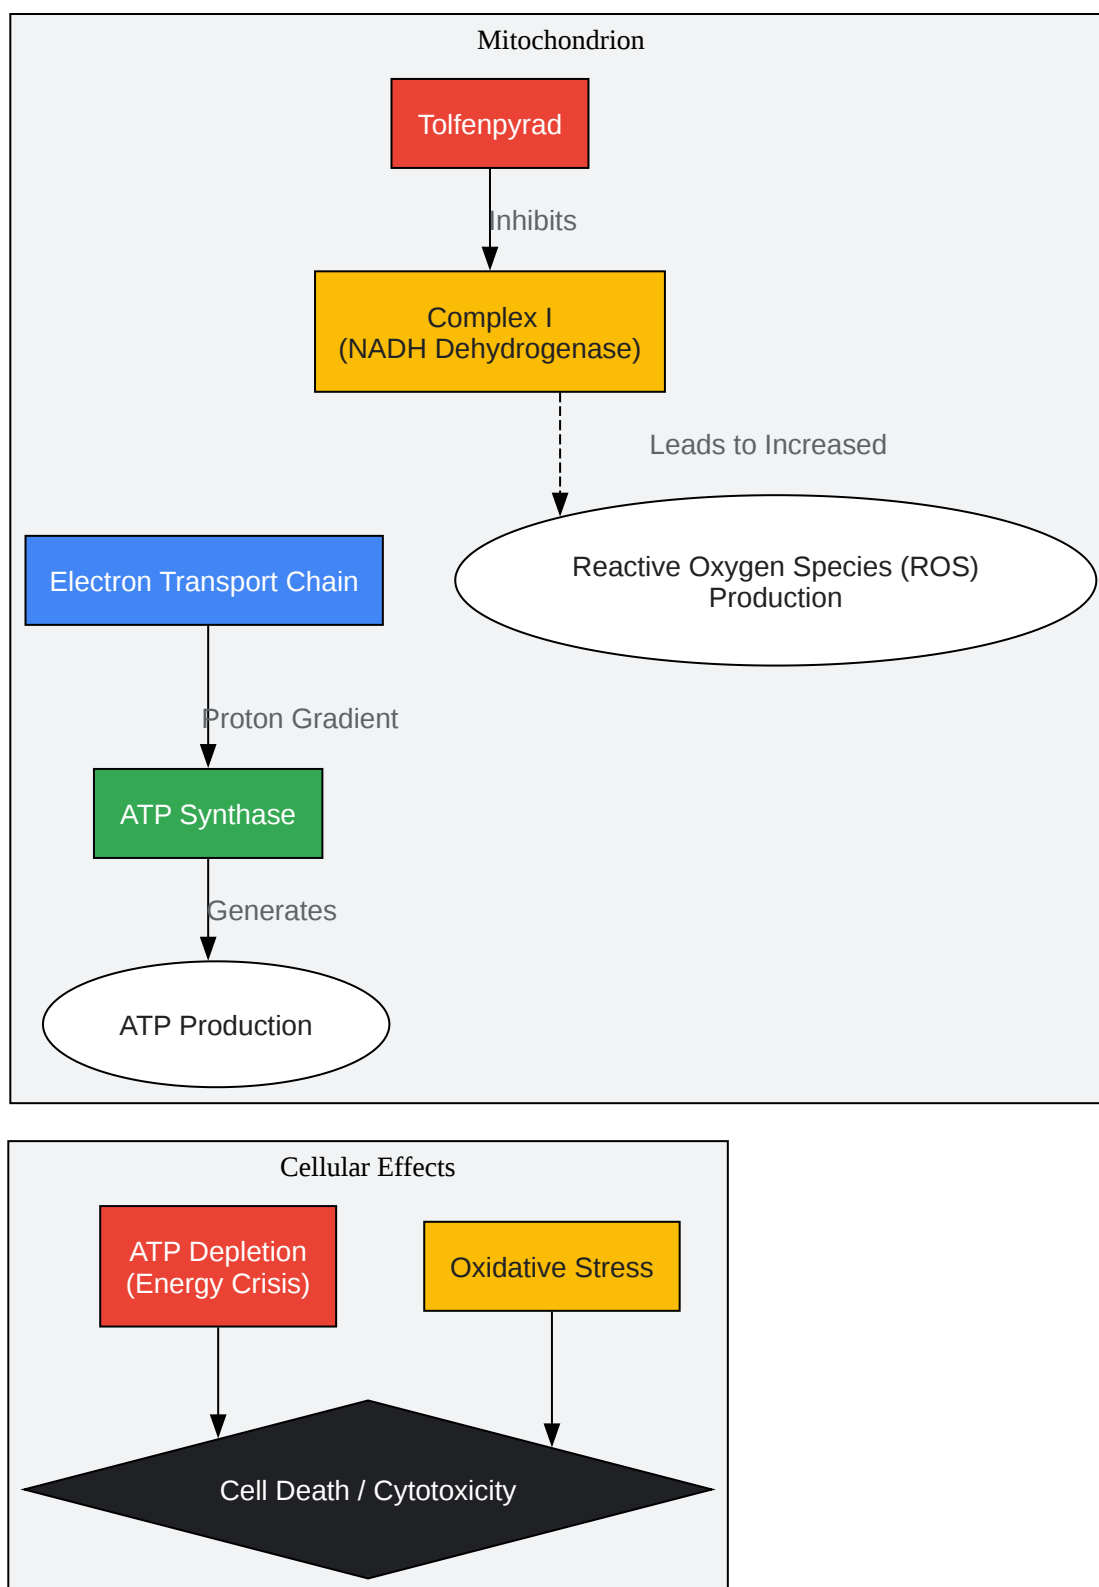 Mitochondrion
Tolfenpyrad
Inhibits
Complex I
(NADH Dehydrogenase)
Leads to Increased
Reactive Oxygen Species (ROS)
Production
Electron Transport Chain
Proton Gradient
ATP Synthase
Generates
ATP Production
Cellular Effects
ATP Depletion
(Energy Crisis)
Oxidative Stress
Cell Death / Cytotoxicity